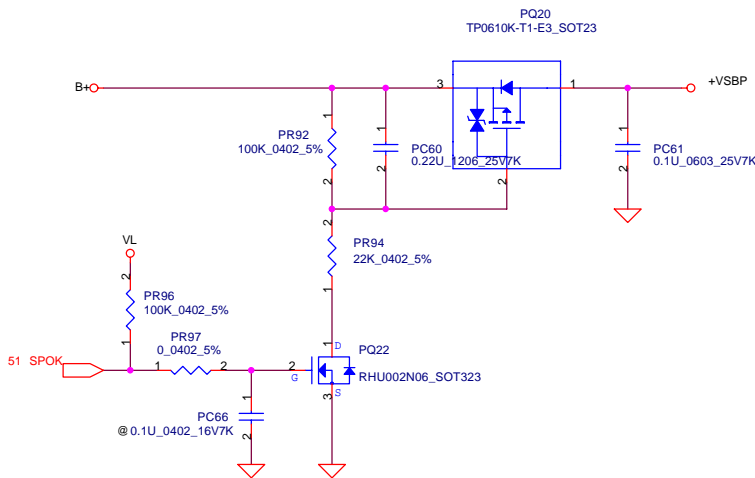 PQ20
TP0610K-T1-E3_SOT23
B+
3
1
+VSBP
1
PR92
100K_0402_5%
2
1
PC60
0.22U_1206_25V7K
2
2
1
PC61
0.1U_0603_25V7K
2
2
PR94
22K_0402_5%
1
VL
2
PR96
100K_0402_5%
1
51 SPOK
PR97
0_0402_5%
1
2
2
G
1
D
PQ22
RHU002N06_SOT323
3
S
1
PC66
@ 0.1U_0402_16V7K
2